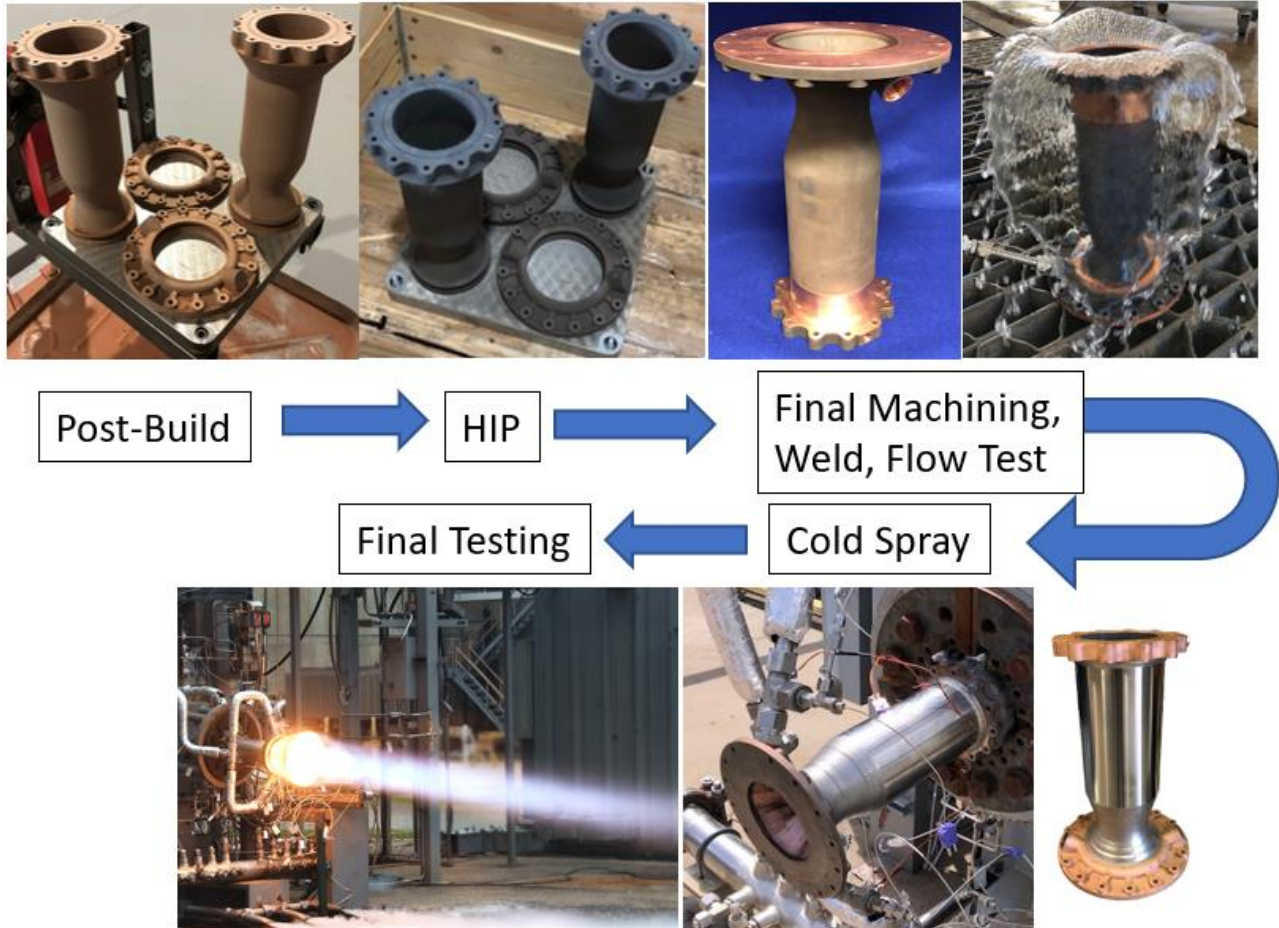 Post-Build
HIP
Final Machining,
Weld, Flow Test
Cold Spray
Final Testing